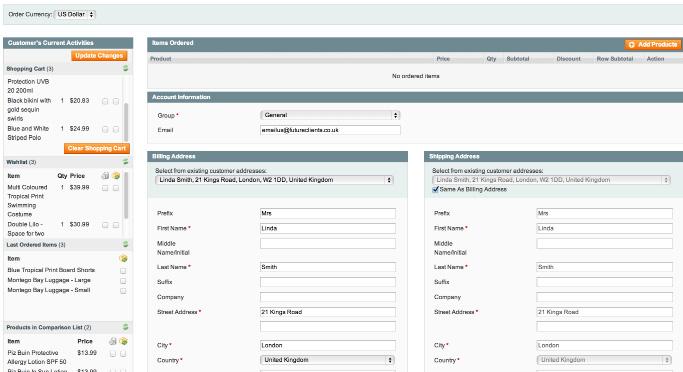 Order Currency: US Dollar
Customer's Current Activities
Update Changes
Shopping Cart (3)
Protection UVB
20 200ml
Black bikini with 1 $20.83
gold sequin
swirls
Blue and White 1 $24.99
Striped Polo
Clear Shopping Cart
Wishlist (3)
Item Qty Price
Multi Coloured 1 $39.99
Tropical Print
Swimming
Costume
Double Lilo - 1 $30.99
Space for two
Last Ordered Items (3)
Item
Blue Tropical Print Board Shorts
Montego Bay Luggage - Large
Montego Bay Luggage - Small
Products in Comparison List (2)
Item Price
Piz Buin Protective $13.99
Allergy Lotion SPF 50
Piz Buin In Sun Lotion $13.99
Items Ordered
Add Products
Product Price Qty Subtotal Discount Row Subtotal Action
No ordered items
Account Information
Group * General
Email emailus@futureclients.co.uk
Billing Address
Select from existing customer addresses:
Linda Smith, 21 Kings Road, London, W2 1DD, United Kingdom
Prefix Mrs
First Name * Linda
Middle
Name/Initial
Last Name * Smith
Suffix
Company
Street Address * 21 Kings Road
City * London
Country * United Kingdom
Shipping Address
Select from existing customer addresses:
Linda Smith, 21 Kings Road, London, W2 1DD, United Kingdom
Same As Billing Address
Prefix Mrs
First Name * Linda
Middle
Name/Initial
Last Name * Smith
Suffix
Company
Street Address * 21 Kings Road
City * London
Country * United Kingdom